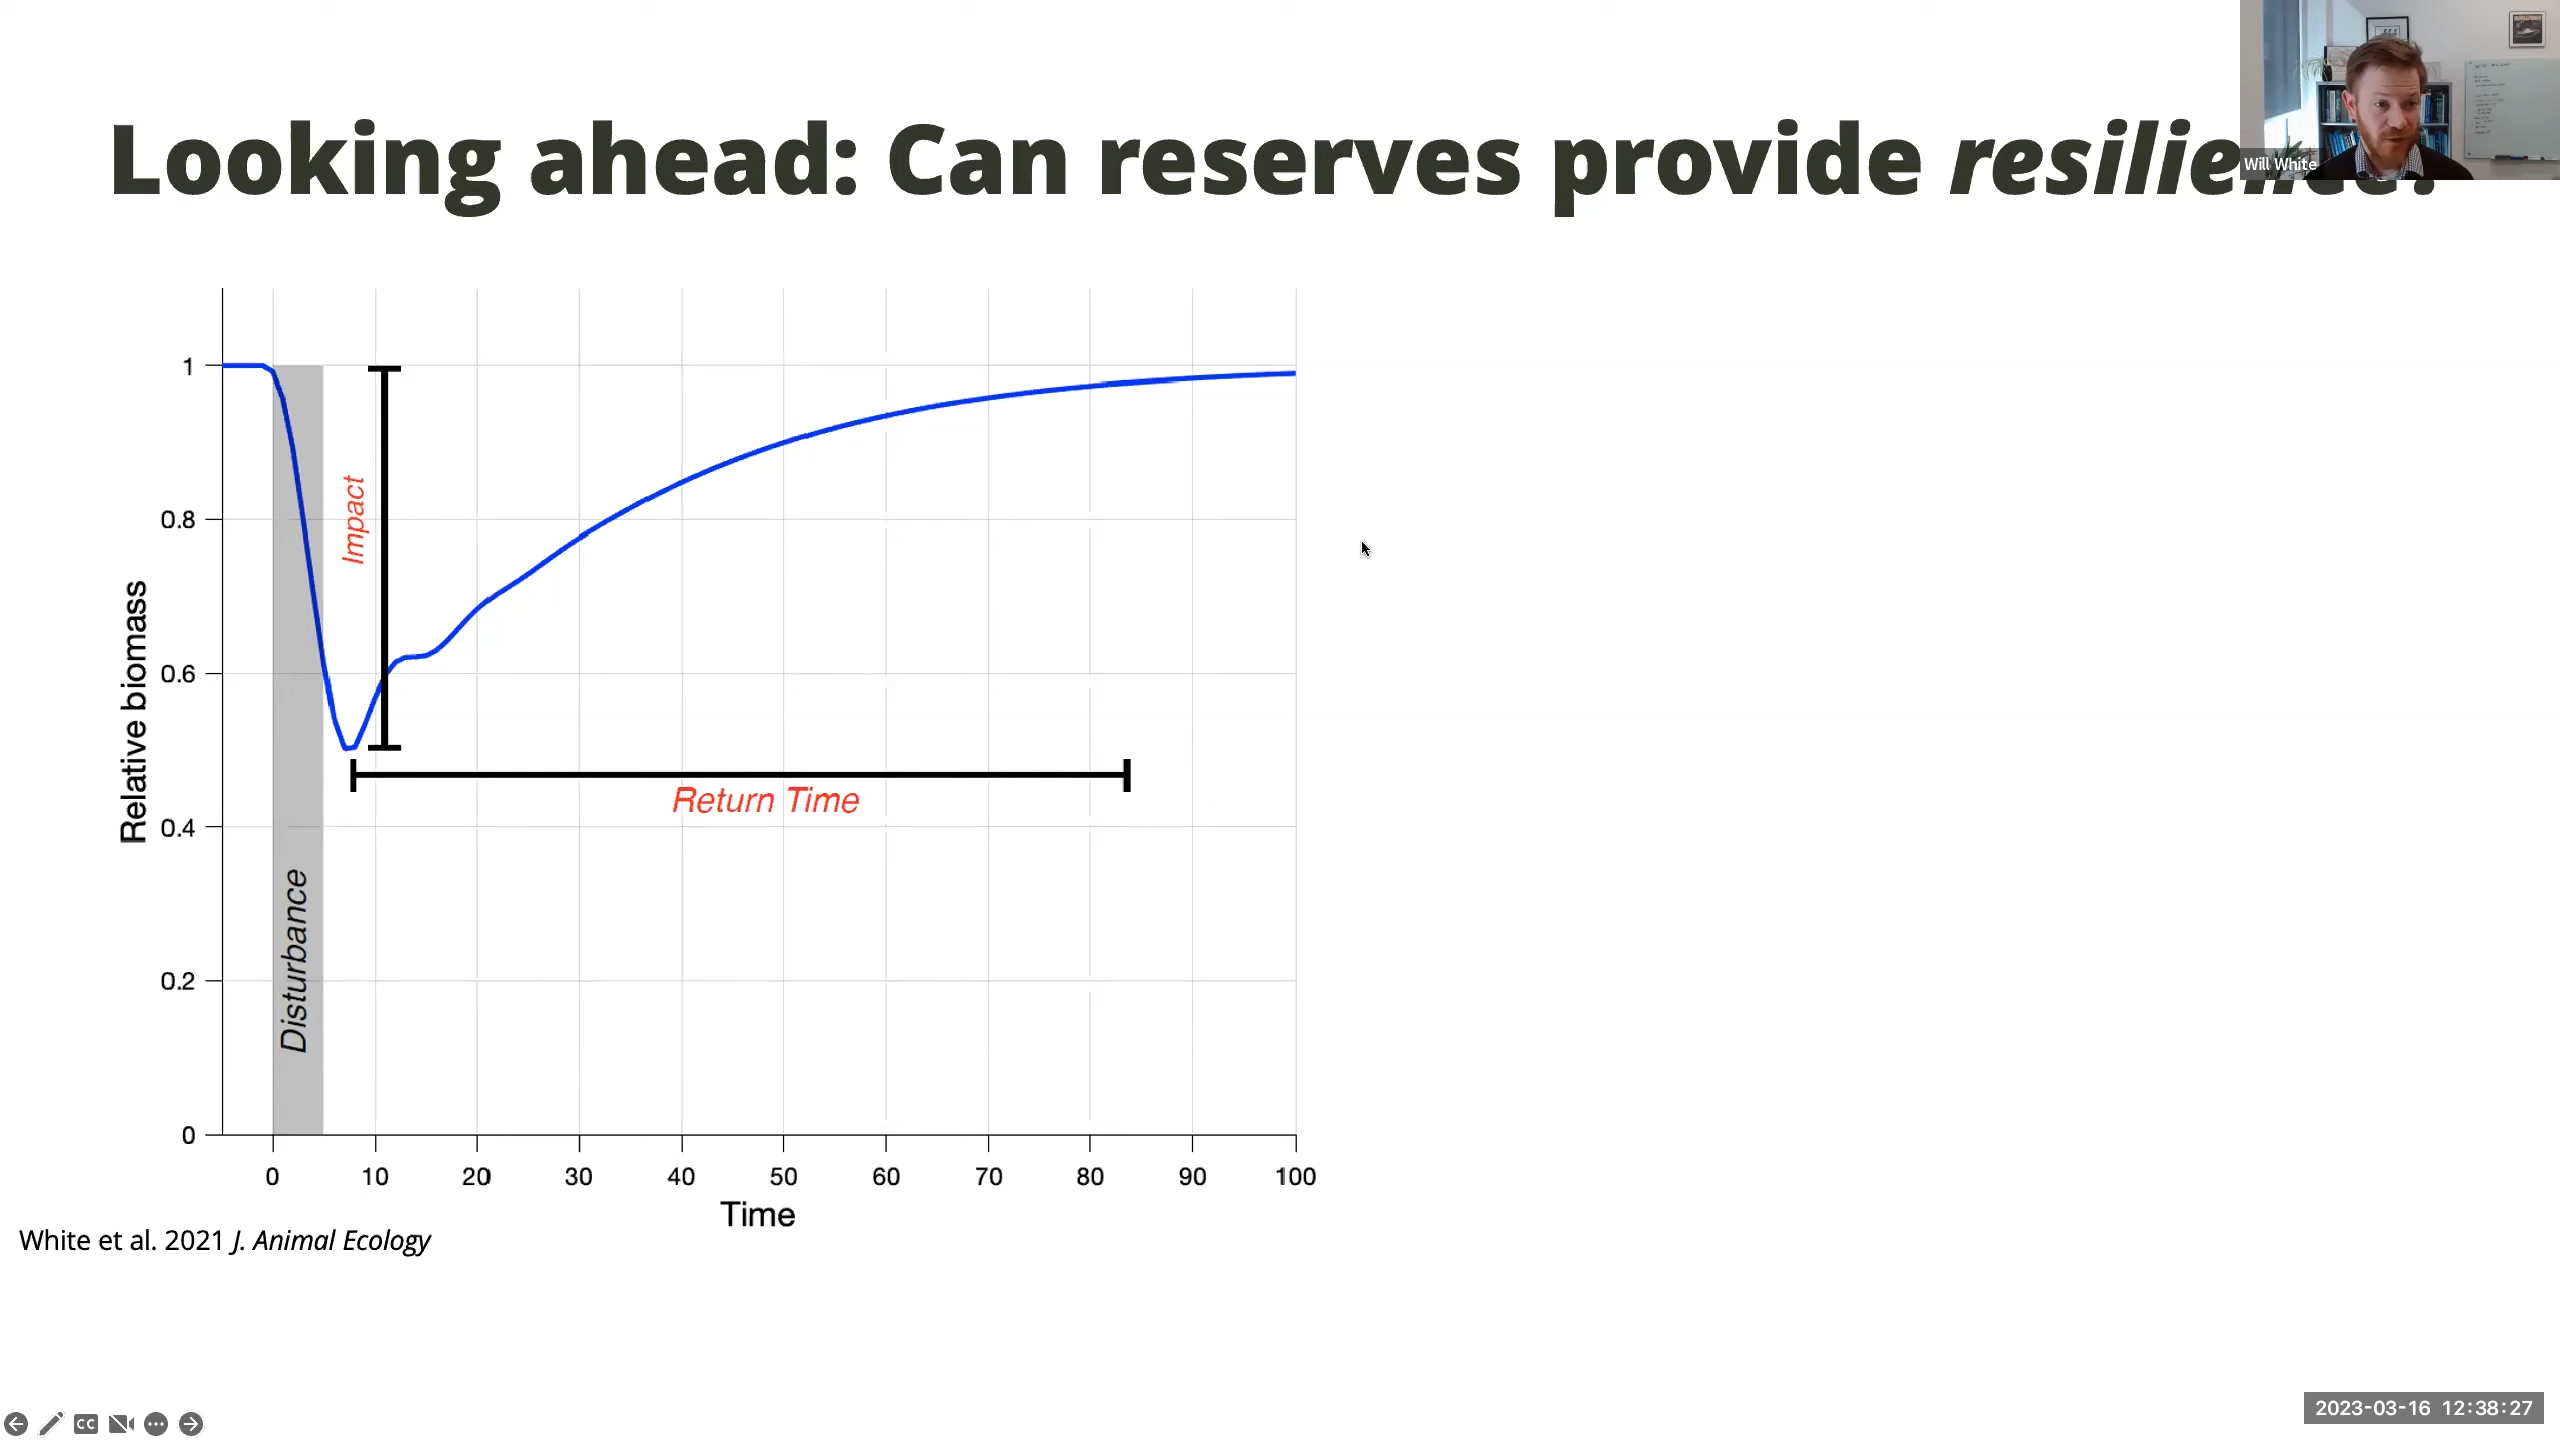 Looking ahead: Can reserves provide resilience?
Will White
1
0.8
0.6
0.4
0.2
0
Relative biomass
Impact
Return Time
Disturbance
0 10 20 30 40 50 60 70 80 90 100
Time
White et al. 2021 J. Animal Ecology
CC
2023-03-16 12:38:27